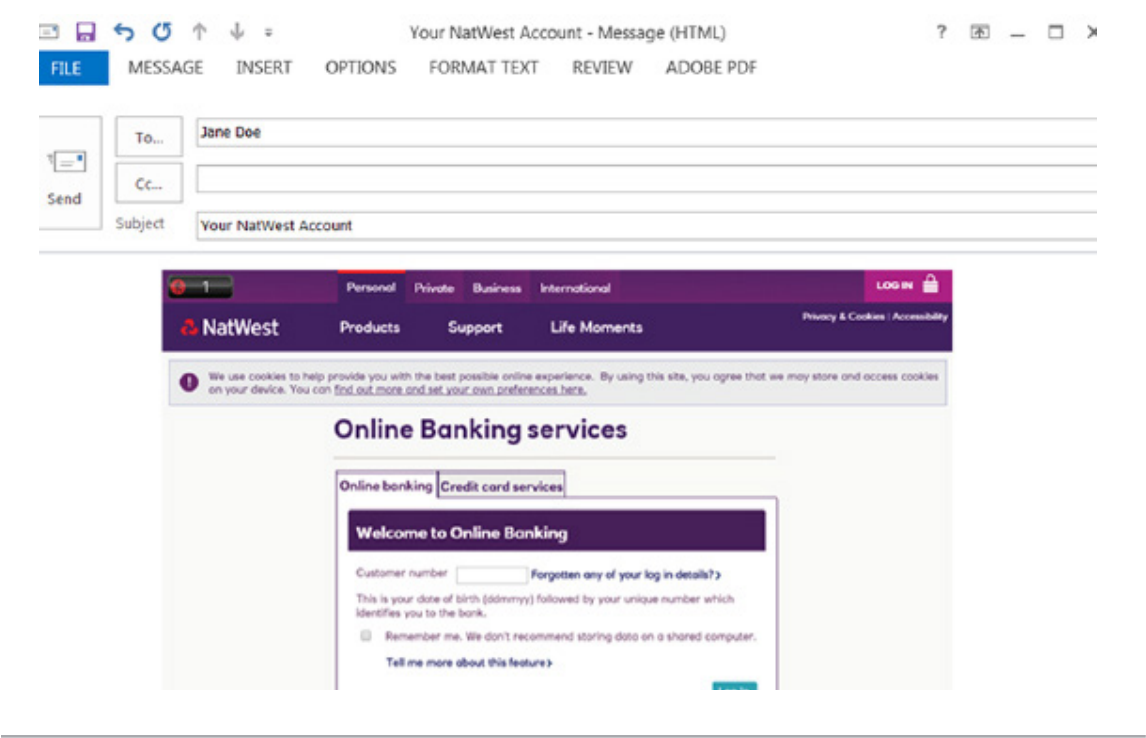 Your NatWest Account - Message (HTML)
?
FILE MESSAGE INSERT OPTIONS FORMAT TEXT REVIEW ADOBE PDF
To... Jane Doe
Cc...
Send
Subject Your NatWest Account
1 Personal Private Business International LOG IN
NatWest Products Support Life Moments Privacy & Cookies | Accessibility
We use cookies to help provide you with the best possible online experience. By using this site, you agree that we may store and access cookies
on your device. You can find out more and set your own preferences here.
Online Banking services
Online banking Credit card services
Welcome to Online Banking
Customer number Forgotten any of your log in details?
This is your date of birth (ddmmyy) followed by your unique number which
identifies you to the bank.
Remember me. We don't recommend storing data on a shared computer.
Tell me more about this feature